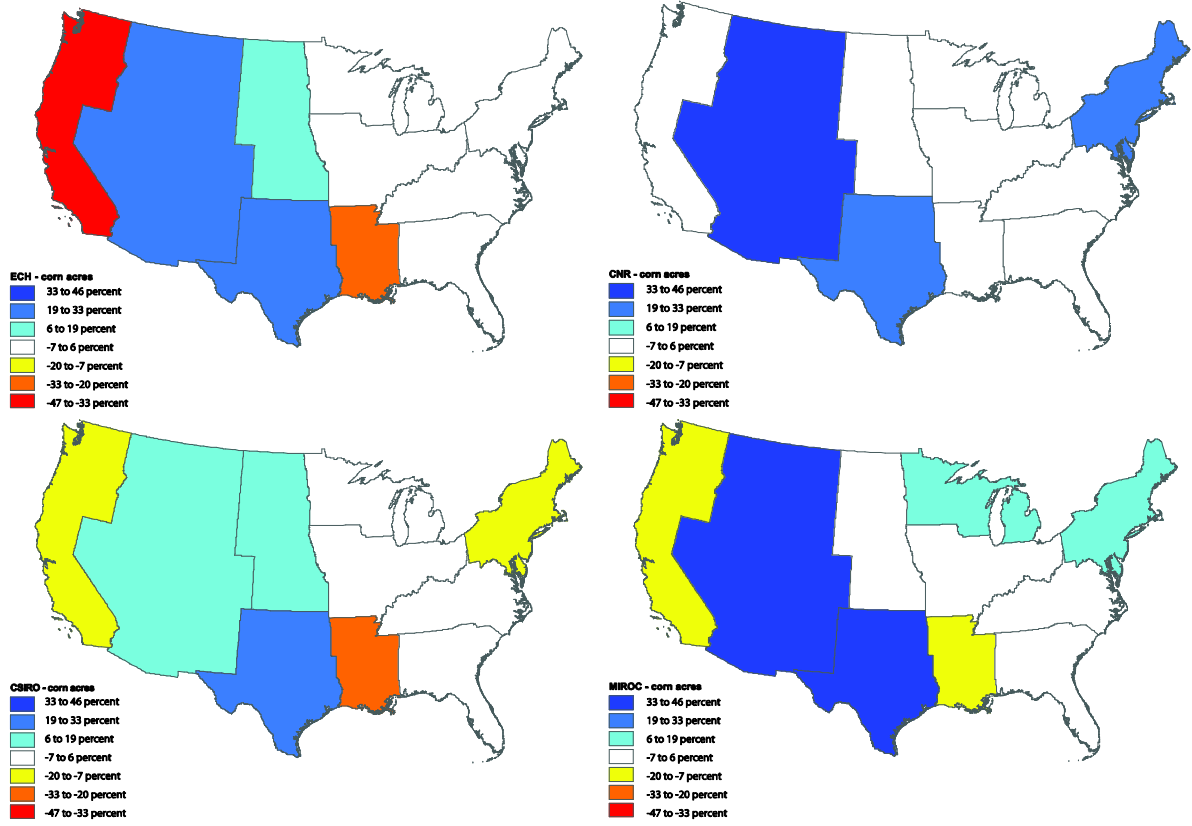 ECH - corn acres
33 to 46 percent
19 to 33 percent
6 to 19 percent
-7 to 6 percent
-20 to -7 percent
-33 to -20 percent
-47 to -33 percent
CNR - corn acres
33 to 46 percent
19 to 33 percent
6 to 19 percent
-7 to 6 percent
-20 to -7 percent
-33 to -20 percent
-47 to -33 percent
CSIRO - corn acres
33 to 46 percent
19 to 33 percent
6 to 19 percent
-7 to 6 percent
-20 to -7 percent
-33 to -20 percent
-47 to -33 percent
MIROC - corn acres
33 to 46 percent
19 to 33 percent
6 to 19 percent
-7 to 6 percent
-20 to -7 percent
-33 to -20 percent
-47 to -33 percent